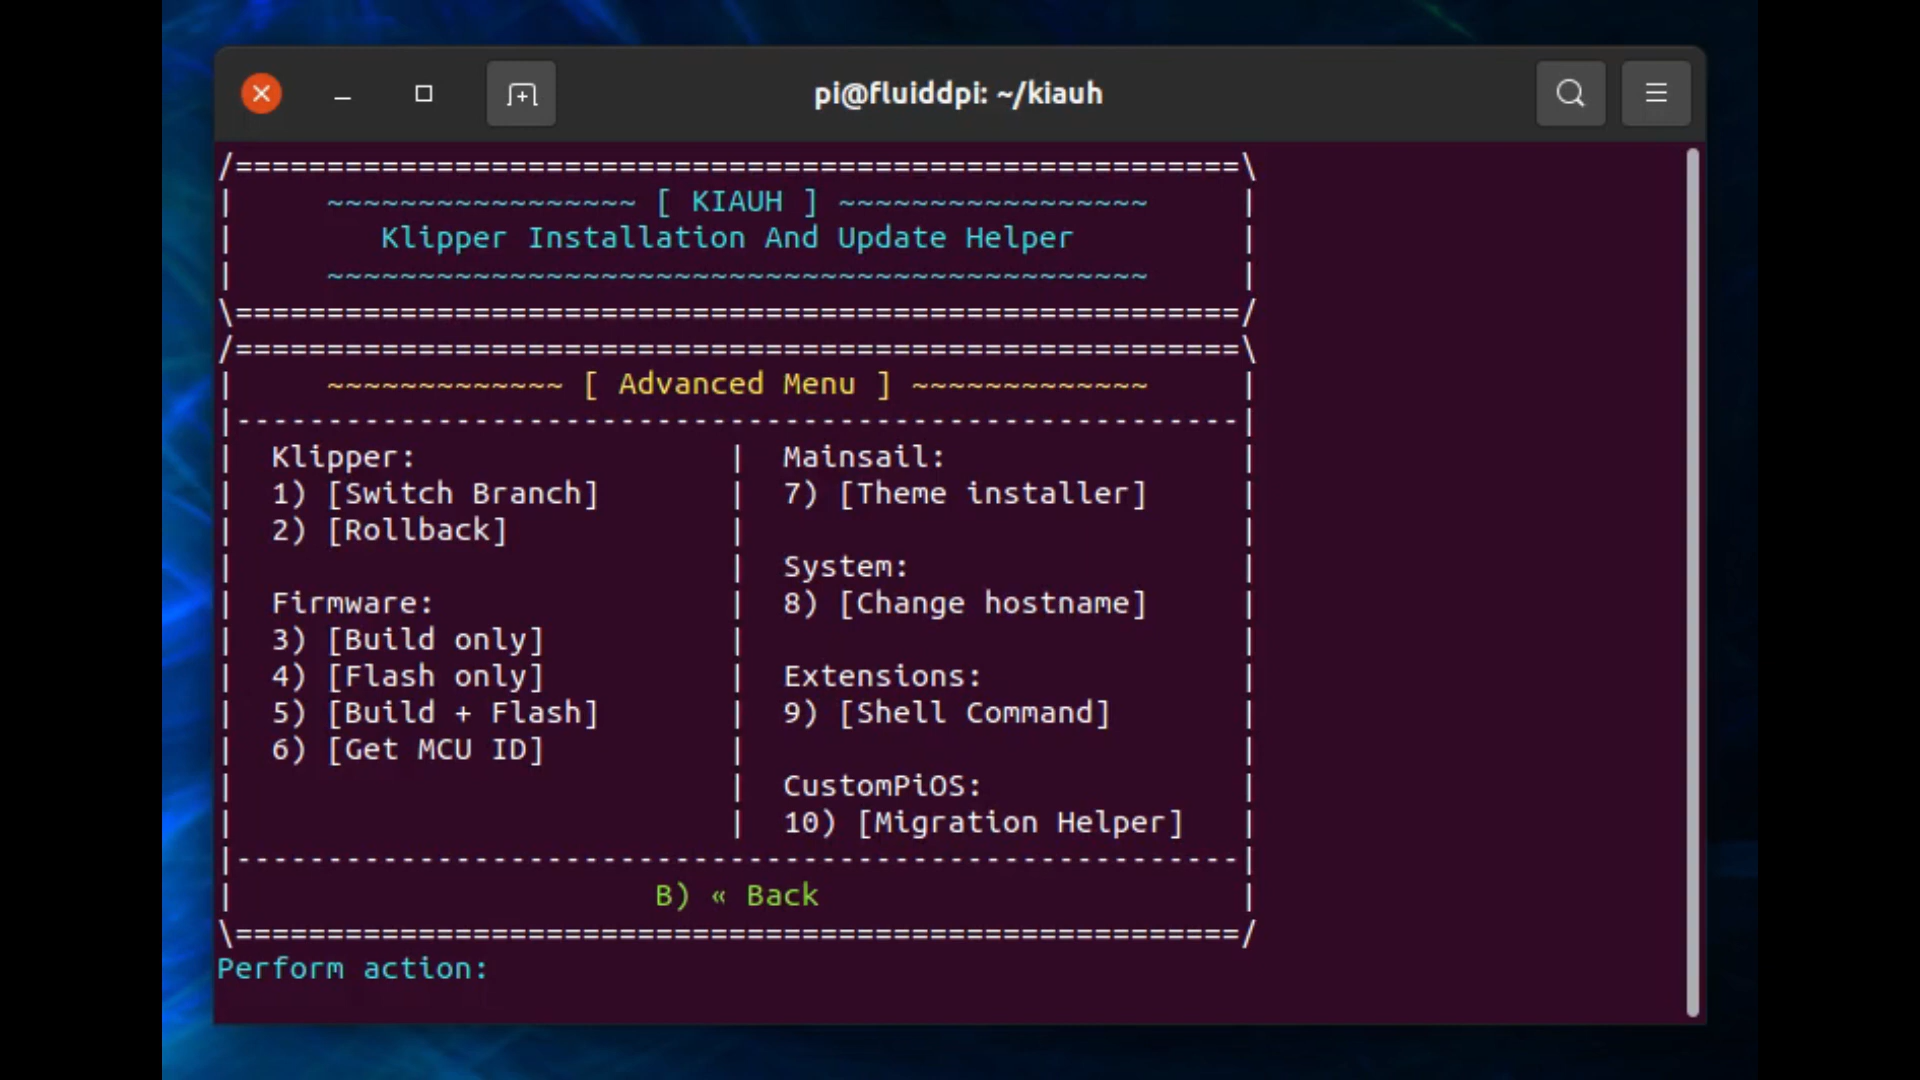 pi@fluiddpi: ~/kiauh
/=======================================================\
|     ~~~~~~~~~~~~~~~~~ [ KIAUH ] ~~~~~~~~~~~~~~~~~     |
|        Klipper Installation And Update Helper         |
|     ~~~~~~~~~~~~~~~~~~~~~~~~~~~~~~~~~~~~~~~~~~~~~     |
\=======================================================/
/=======================================================\
|     ~~~~~~~~~~~~~ [ Advanced Menu ] ~~~~~~~~~~~~~     |
|-------------------------------------------------------|
|  Klipper:                 |  Mainsail:                |
|  1) [Switch Branch]       |  7) [Theme installer]     |
|  2) [Rollback]            |                           |
|                           |  System:                  |
|  Firmware:                |  8) [Change hostname]     |
|  3) [Build only]          |                           |
|  4) [Flash only]          |  Extensions:              |
|  5) [Build + Flash]       |  9) [Shell Command]       |
|  6) [Get MCU ID]          |                           |
|                           |  CustomPiOS:              |
|                           |  10) [Migration Helper]   |
|-------------------------------------------------------|
|                       B) « Back                       |
\=======================================================/
Perform action: